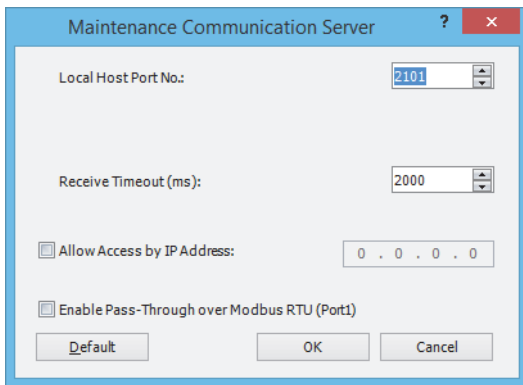 Maintenance Communication Server ? ×
Local Host Port No.: 2101
Receive Timeout (ms): 2000
Allow Access by IP Address: 0 . 0 . 0 . 0
Enable Pass-Through over Modbus RTU (Port1)
Default OK Cancel